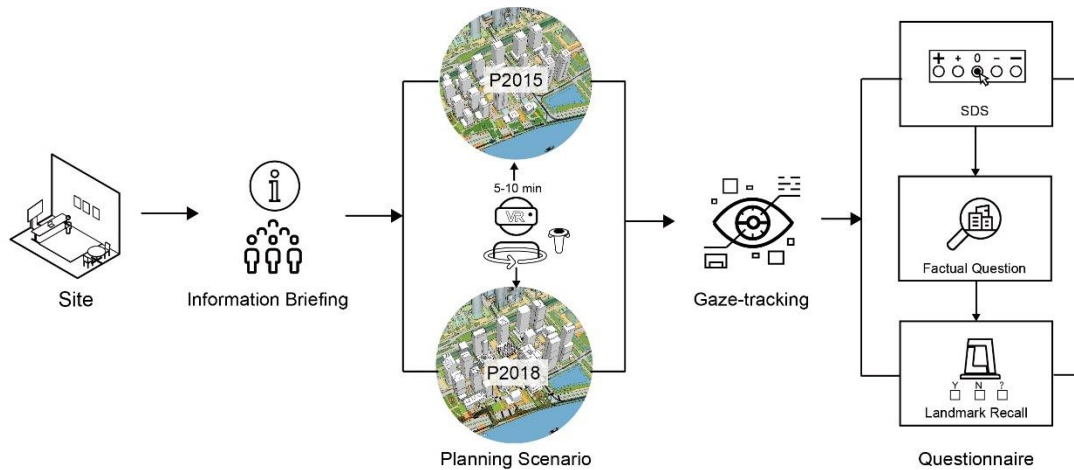 Site
Information Briefing
P2015
5-10 min
VR
P2018
Planning Scenario
Gaze-tracking
+ + 0 - -
SDS
Factual Question
Y N ?
Landmark Recall
Questionnaire